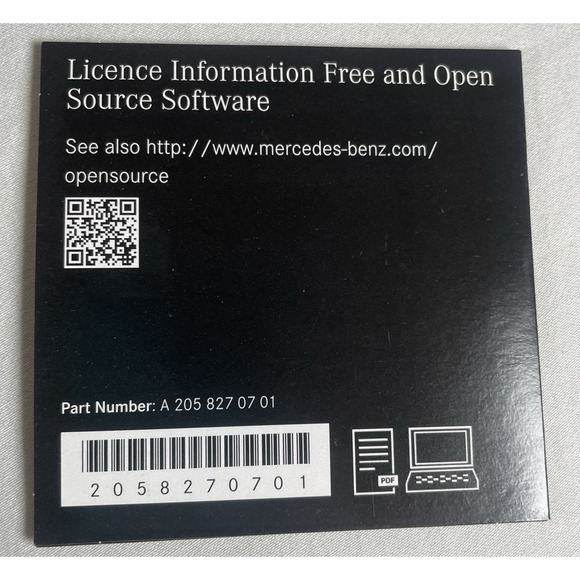 Licence Information Free and Open
Source Software
See also http://www.mercedes-benz.com/
opensource
Part Number: A 205 827 07 01
2058270701
PDF